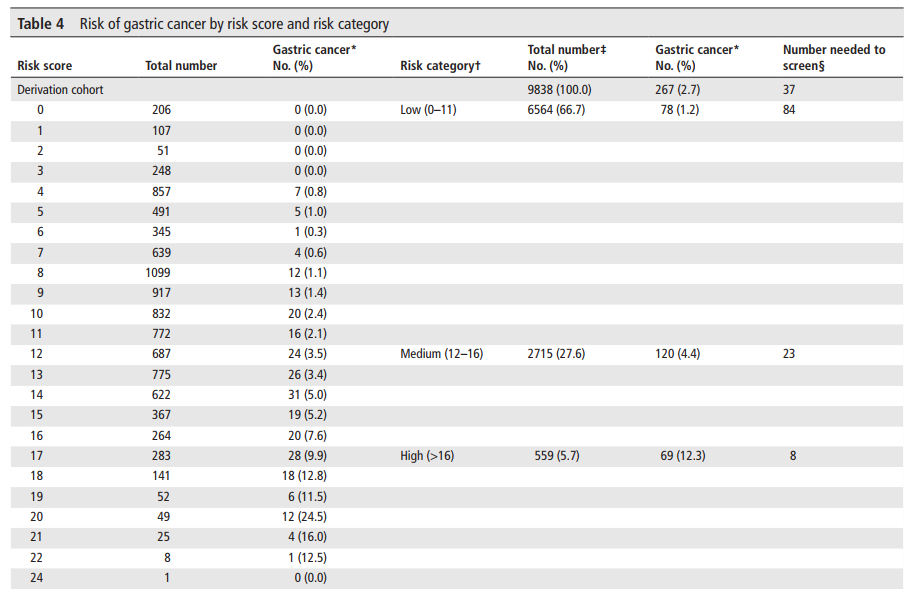 Table 4 Risk of gastric cancer by risk score and risk category
Risk score Total number Gastric cancer* No. (%) Risk category† Total number‡ No. (%) Gastric cancer* No. (%) Number needed to screen§
Derivation cohort 9838 (100.0) 267 (2.7) 37
0 206 0 (0.0) Low (0–11) 6564 (66.7) 78 (1.2) 84
1 107 0 (0.0)
2 51 0 (0.0)
3 248 0 (0.0)
4 857 7 (0.8)
5 491 5 (1.0)
6 345 1 (0.3)
7 639 4 (0.6)
8 1099 12 (1.1)
9 917 13 (1.4)
10 832 20 (2.4)
11 772 16 (2.1)
12 687 24 (3.5) Medium (12–16) 2715 (27.6) 120 (4.4) 23
13 775 26 (3.4)
14 622 31 (5.0)
15 367 19 (5.2)
16 264 20 (7.6)
17 283 28 (9.9) High (>16) 559 (5.7) 69 (12.3) 8
18 141 18 (12.8)
19 52 6 (11.5)
20 49 12 (24.5)
21 25 4 (16.0)
22 8 1 (12.5)
24 1 0 (0.0)